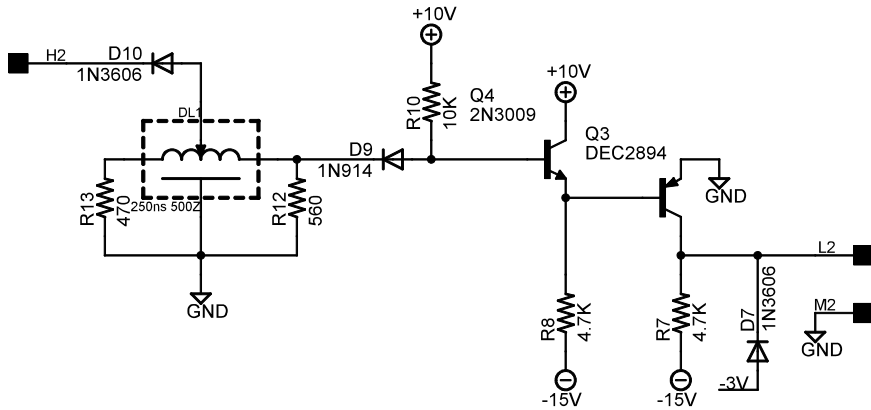 +10V
H2
D10
1N3606
+10V
Q4
2N3009
R10
10K
DL1
Q3
DEC2894
D9
1N914
R13
470
250ns 500Z
R12
560
GND
GND
L2
1N3606
M2
R8
4.7K
R7
4.7K
D7
GND
-3V
-15V
-15V